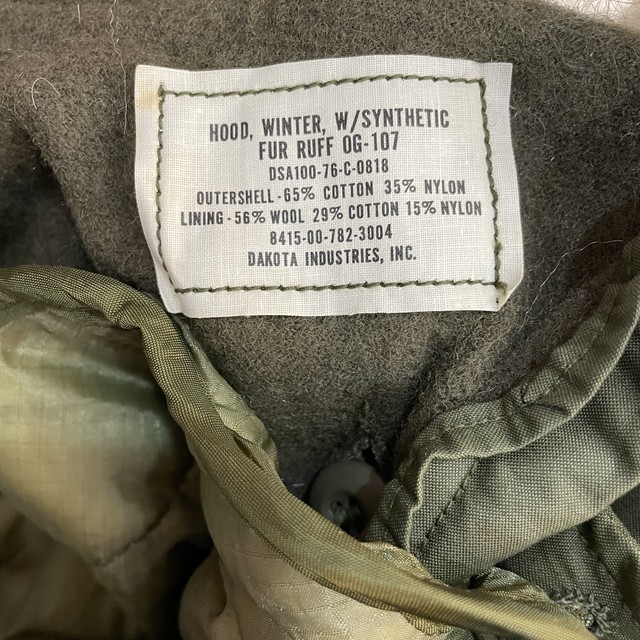 HOOD, WINTER, W/SYNTHETIC
FUR RUFF OG-107
DSA100-76-C-0818
OUTERSHELL-65% COTTON 35% NYLON
LINING-56% WOOL 29% COTTON 15% NYLON
8415-00-782-3004
DAKOTA INDUSTRIES, INC.